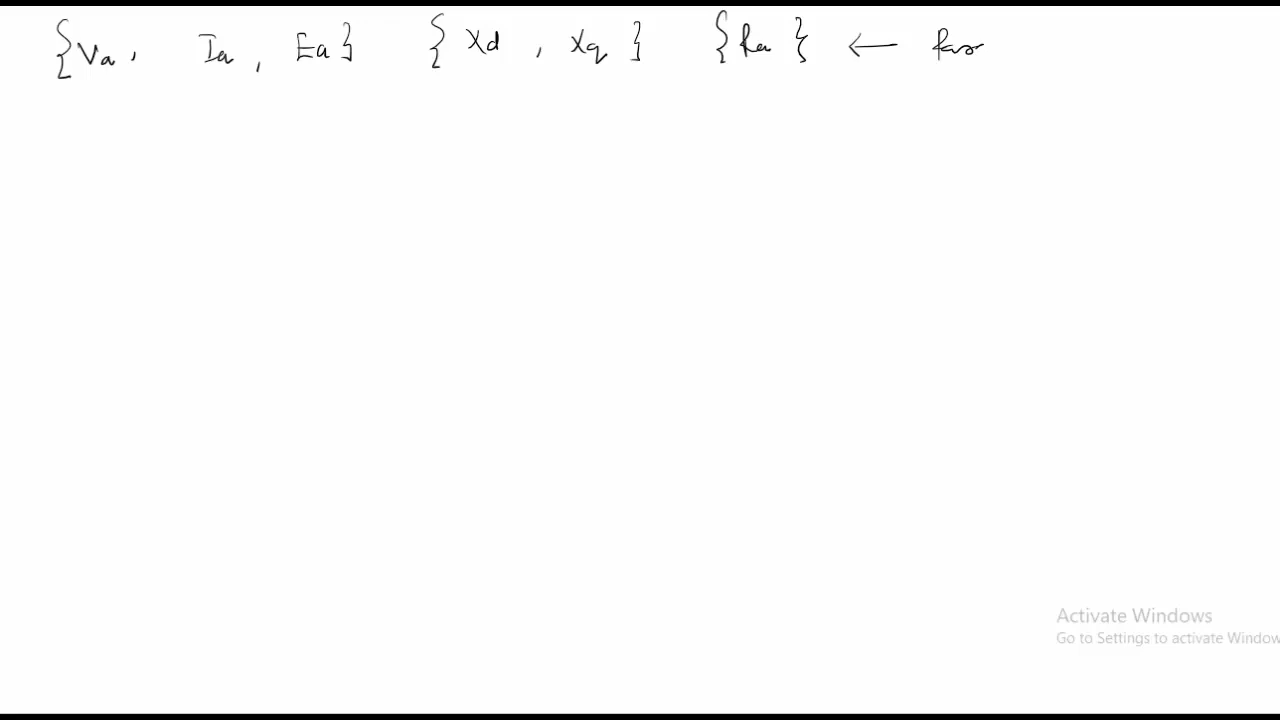 {Va, Ia, Ea} {Xd, Xq} {Ra} ←
Activate Windows
Go to Settings to activate Window